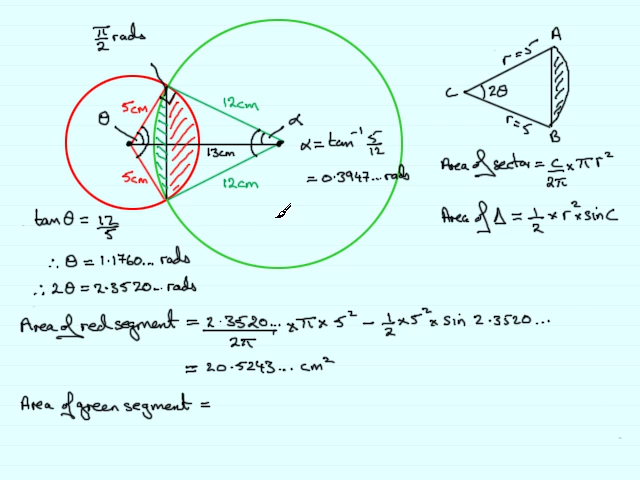 π/2 rads
5cm
12cm
θ
α
13cm
5cm
12cm
α = tan⁻¹ 5/12
= 0.3947... rads
A
r=5
C
2θ
r=5
B
Area of sector = C/2π × πr²
Area of Δ = 1/2 × r² × sinC
tanθ = 12/5
∴ θ = 1.1760... rads
∴ 2θ = 2.3520... rads
Area of red segment = 2.3520.../2π × π × 5² − 1/2 × 5² × sin 2.3520...
= 20.5243... cm²
Area of green segment =